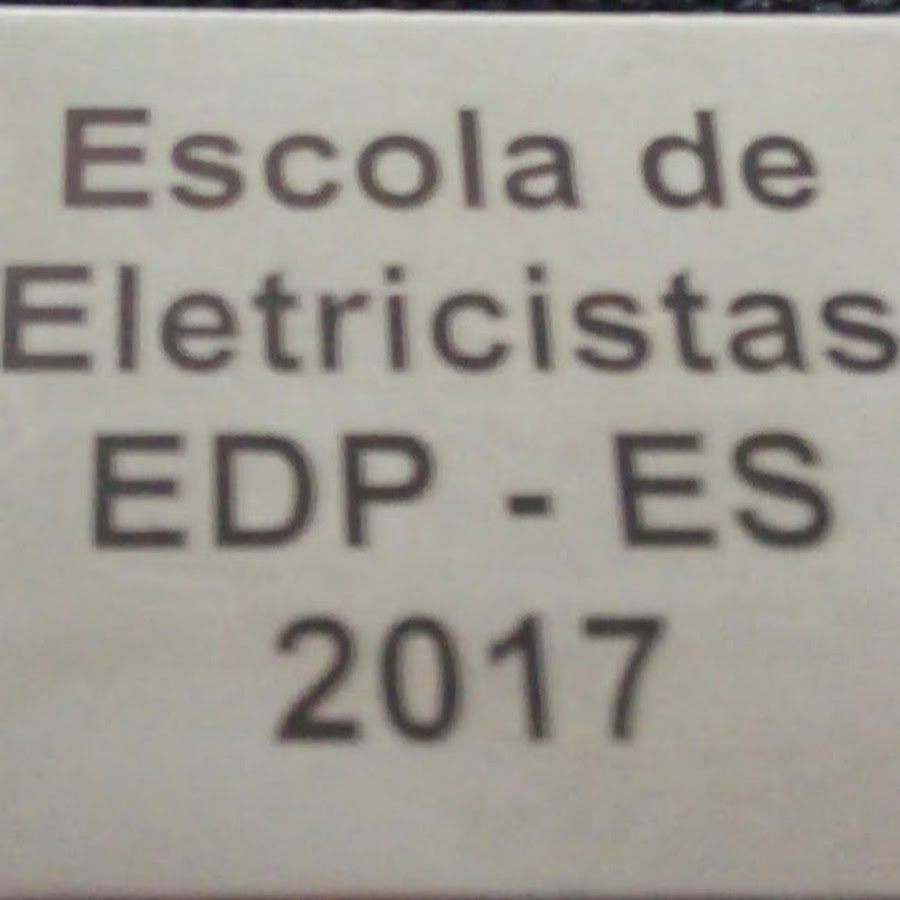 Escola de
Eletricistas
EDP - ES
2017